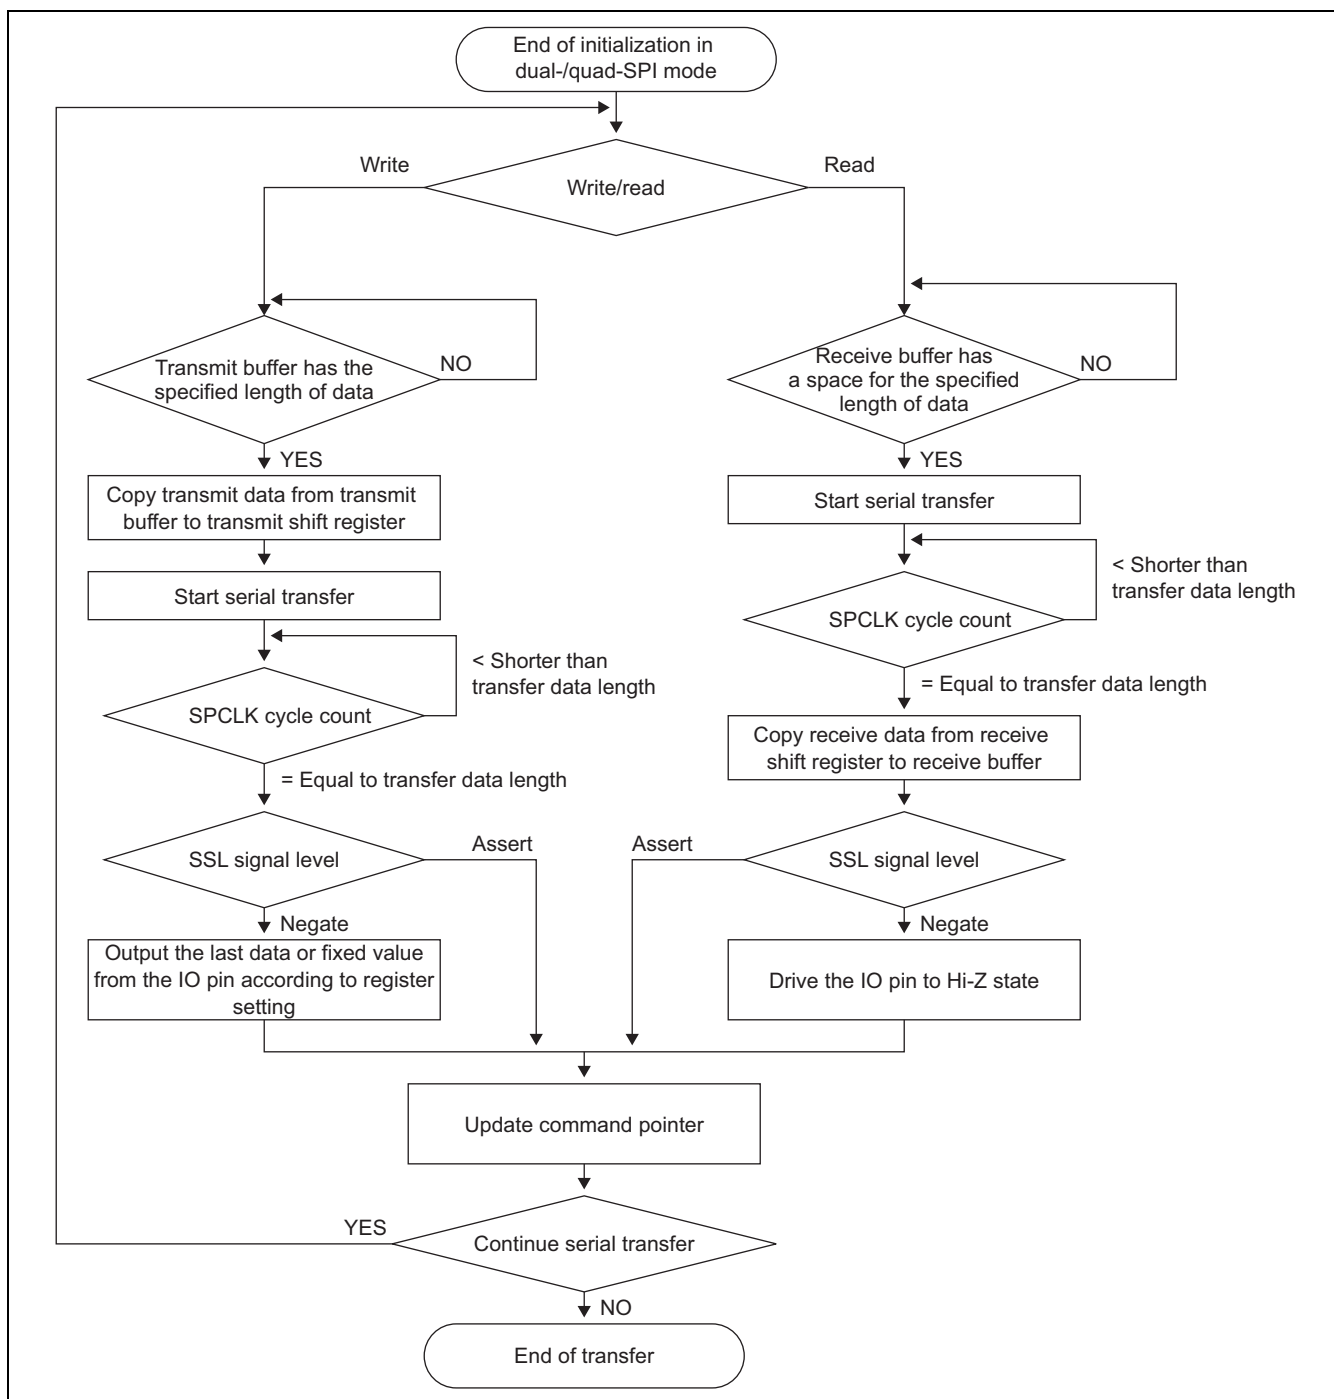 End of initialization in
dual-/quad-SPI mode
Write
Read
Write/read
Transmit buffer has the
specified length of data
NO
Receive buffer has
a space for the specified
length of data
NO
YES
YES
Copy transmit data from transmit
buffer to transmit shift register
Start serial transfer
Start serial transfer
< Shorter than
transfer data length
SPCLK cycle count
< Shorter than
transfer data length
SPCLK cycle count
= Equal to transfer data length
Copy receive data from receive
shift register to receive buffer
= Equal to transfer data length
Assert
Assert
SSL signal level
SSL signal level
Negate
Negate
Output the last data or fixed value
from the IO pin according to register
setting
Drive the IO pin to Hi-Z state
Update command pointer
YES
Continue serial transfer
NO
End of transfer